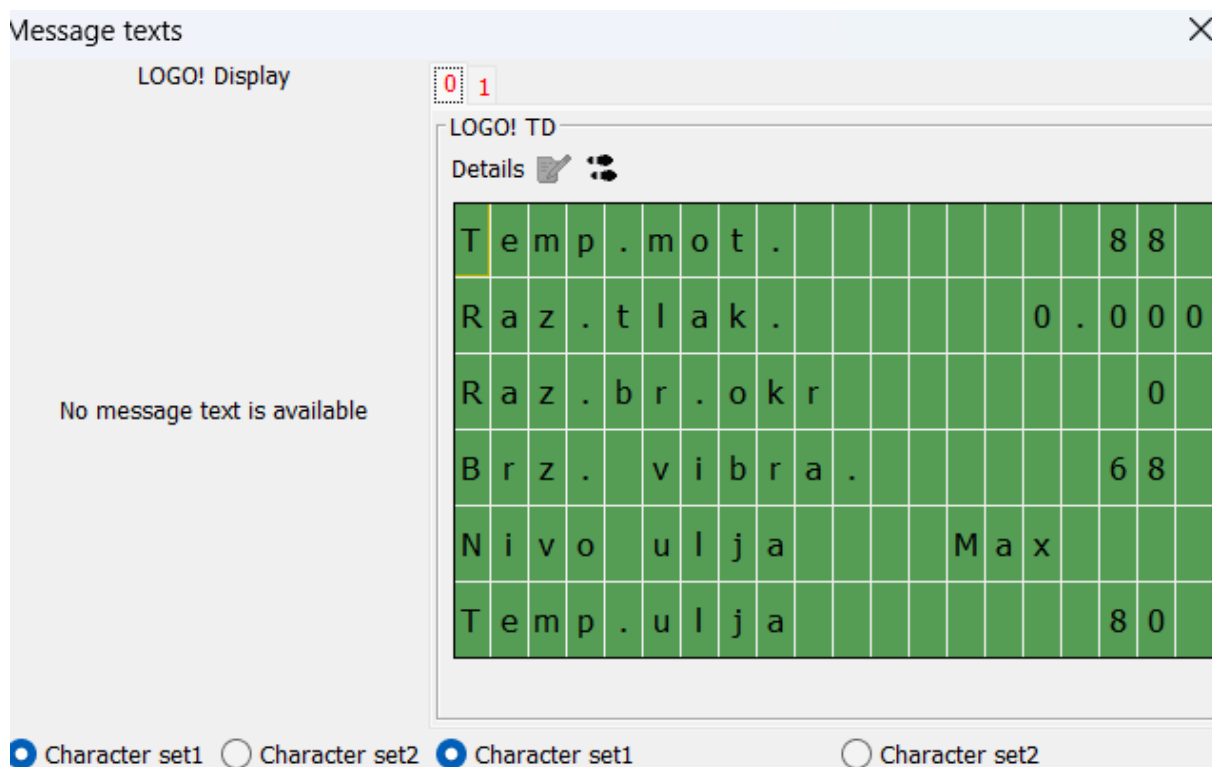 Message texts
LOGO! Display
0 1
LOGO! TD
Details
Temp.mot. 88
Raz.tlak. 0.000
Raz.br.okr 0
Brz. vibra. 68
Nivo ulja Max
Temp.ulja 80
No message text is available
Character set1 Character set2 Character set1 Character set2